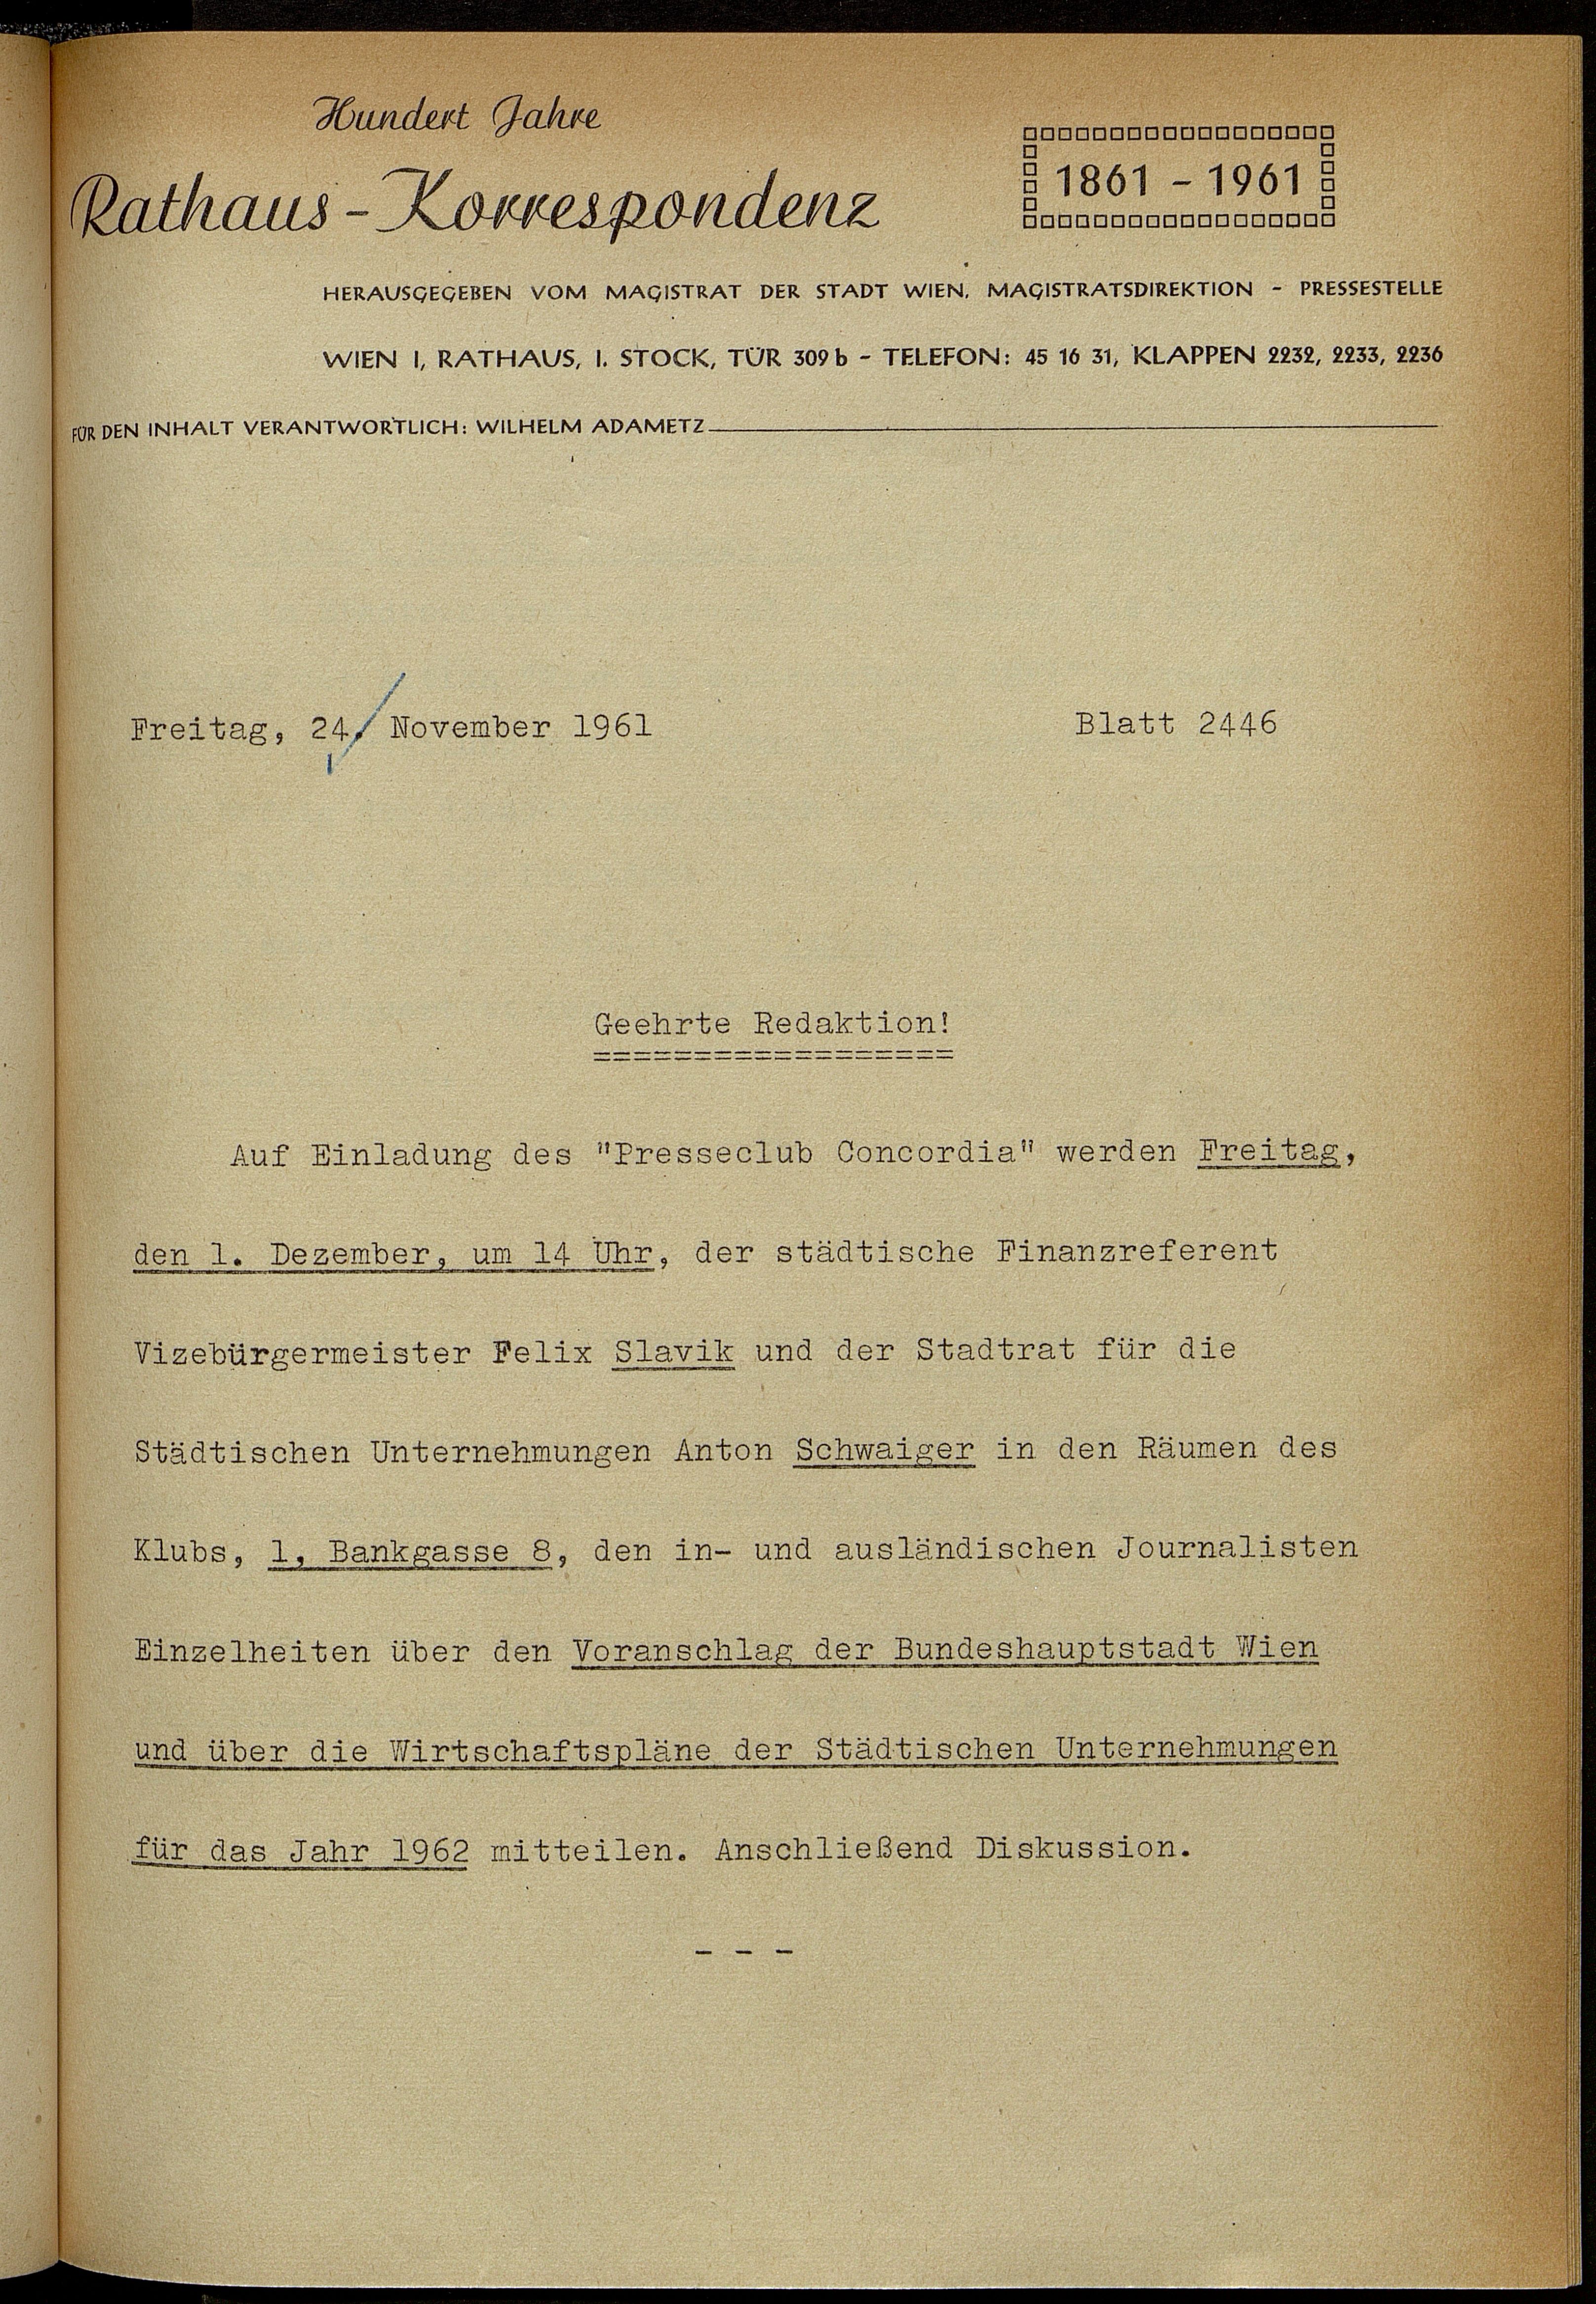 Hundert Jahre
Rathaus-Korrespondenz
1861 - 1961
HERAUSGEGEBEN VOM MAGISTRAT DER STADT WIEN, MAGISTRATSDIREKTION - PRESSESTELLE
WIEN I, RATHAUS, I. STOCK, TÜR 309 b - TELEFON: 45 16 31, KLAPPEN 2232, 2233, 2236
FÜR DEN INHALT VERANTWORTLICH: WILHELM ADAMETZ
Freitag, 24. November 1961 Blatt 2446
Geehrte Redaktion!
==================
Auf Einladung des "Presseclub Concordia" werden Freitag,
den 1. Dezember, um 14 Uhr, der städtische Finanzreferent
Vizebürgermeister Felix Slavik und der Stadtrat für die
Städtischen Unternehmungen Anton Schwaiger in den Räumen des
Klubs, 1, Bankgasse 8, den in- und ausländischen Journalisten
Einzelheiten über den Voranschlag der Bundeshauptstadt Wien
und über die Wirtschaftspläne der Städtischen Unternehmungen
für das Jahr 1962 mitteilen. Anschließend Diskussion.
- - -